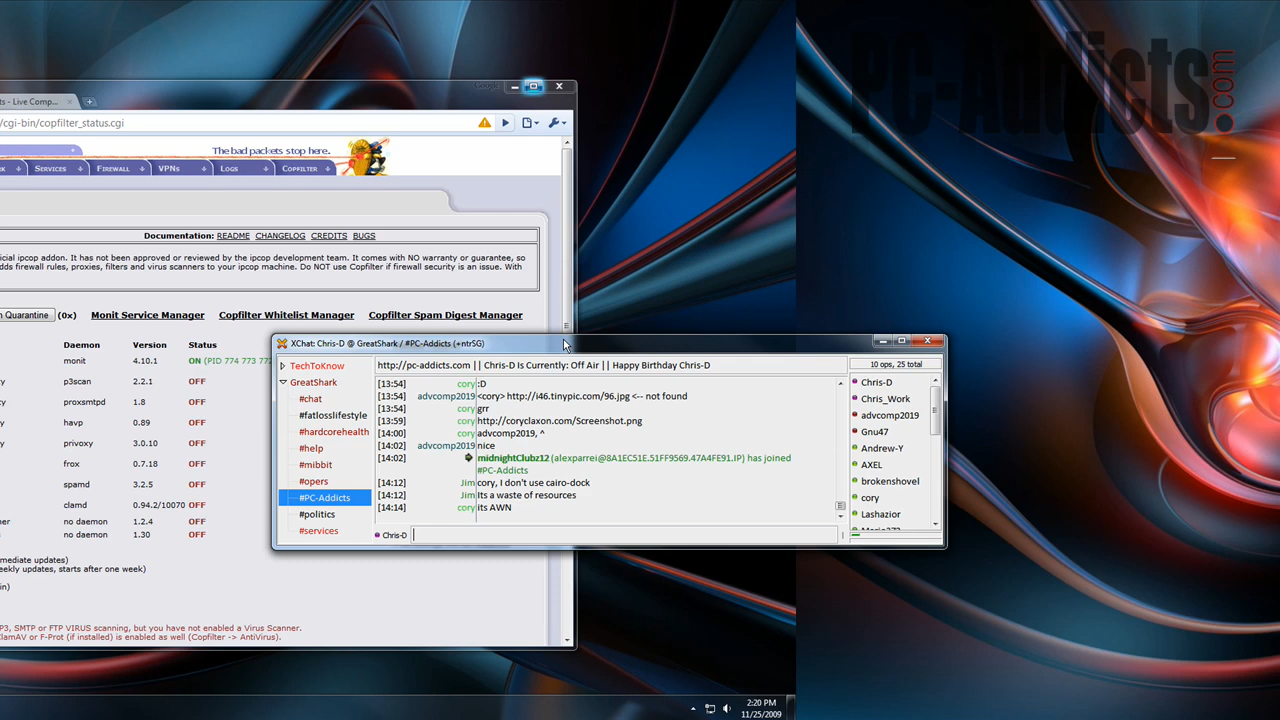 PC-Addicts.com
Google
ts - Live Comp...
/cgi-bin/copfilter_status.cgi
The bad packets stop here.
RK SERVICES FIREWALL VPNS LOGS COPFILTER
Documentation: README CHANGELOG CREDITS BUGS
icial ipcop addon. It has not been approved or reviewed by the ipcop development team. It comes with NO warranty or guarantee, so
adds firewall rules, proxies, filters and virus scanners to your ipcop machine. Do NOT use Copfilter if firewall security is an issue. With
n Quarantine (0x) Monit Service Manager Copfilter Whitelist Manager Copfilter Spam Digest Manager
Daemon Version Status
monit 4.10.1 ON (PID 774 773 772
p3scan 2.2.1 OFF
proxsmtpd 1.8 OFF
havp 0.89 OFF
privoxy 3.0.10 OFF
frox 0.7.18 OFF
spamd 3.2.5 OFF
clamd 0.94.2/10070 OFF
no daemon 1.2.4 OFF
no daemon 1.30 OFF
mediate updates)
weekly updates, starts after one week)
in)
P3, SMTP or FTP VIRUS scanning, but you have not enabled a Virus Scanner.
ClamAV or F-Prot (if installed) is enabled as well (Copfilter -> AntiVirus).
XChat: Chris-D @ GreatShark / #PC-Addicts (+ntrSG)
TechToKnow
GreatShark
#chat
#fatlosslifestyle
#hardcorehealth
#help
#mibbit
#opers
#PC-Addicts
#politics
#services
http://pc-addicts.com || Chris-D Is Currently: Off Air || Happy Birthday Chris-D
[13:54] cory :D
[13:54] advcomp2019 <cory> http://i46.tinypic.com/96.jpg <-- not found
[13:54] cory grr
[13:59] cory http://coryclaxon.com/Screenshot.png
[14:00] cory advcomp2019, ^
[14:02] advcomp2019 nice
[14:02] midnightClubz12 (alexparrei@8A1EC51E.51FF9569.47A4FE91.IP) has joined
#PC-Addicts
[14:12] Jim cory, I don't use cairo-dock
[14:12] Jim Its a waste of resources
[14:14] cory its AWN
Chris-D
10 ops, 25 total
Chris-D
Chris_Work
advcomp2019
Gnu47
Andrew-Y
AXEL
brokenshovel
cory
Lashazior
2:20 PM
11/25/2009